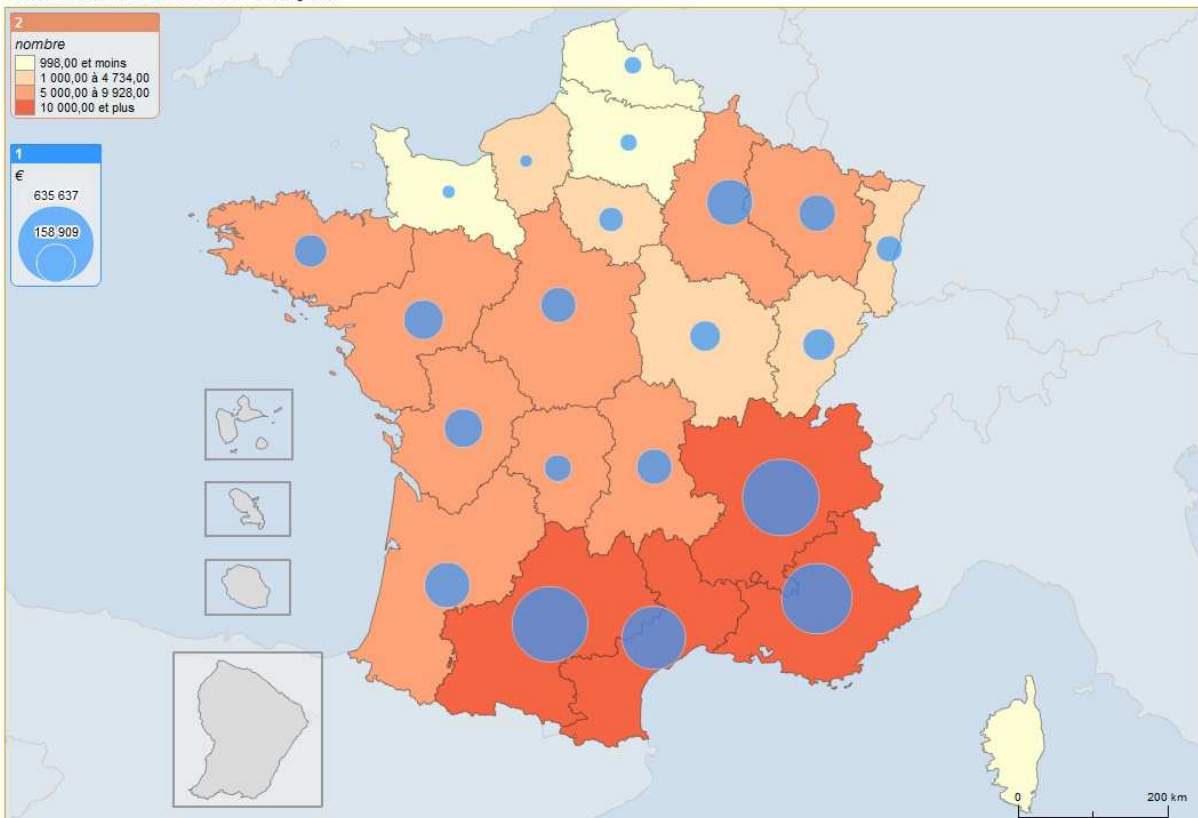 2
nombre
998,00 et moins
1 000,00 à 4 734,00
5 000,00 à 9 928,00
10 000,00 et plus
1
€
635 637
158 909
0
200 km